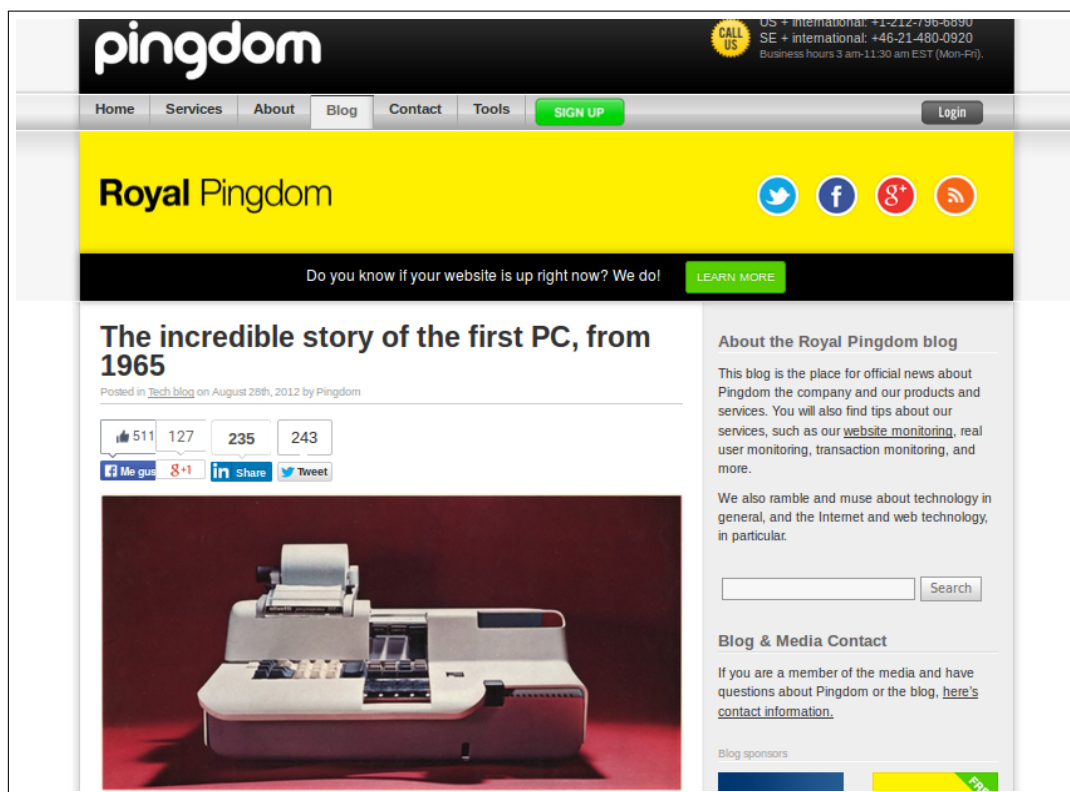 pingdom
CALL US
US + international: +1-212-796-6890
SE + international: +46-21-480-0920
Business hours 3 am-11:30 am EST (Mon-Fri).
Home Services About Blog Contact Tools SIGN UP Login
Royal Pingdom
Do you know if your website is up right now? We do! LEARN MORE
The incredible story of the first PC, from
1965
Posted in Tech blog on August 28th, 2012 by Pingdom
511 127 235 243
Me gus +1 in Share Tweet
About the Royal Pingdom blog
This blog is the place for official news about
Pingdom the company and our products and
services. You will also find tips about our
services, such as our website monitoring, real
user monitoring, transaction monitoring, and
more.
We also ramble and muse about technology in
general, and the Internet and web technology,
in particular.
Search
Blog & Media Contact
If you are a member of the media and have
questions about Pingdom or the blog, here's
contact information.
Blog sponsors
FREE